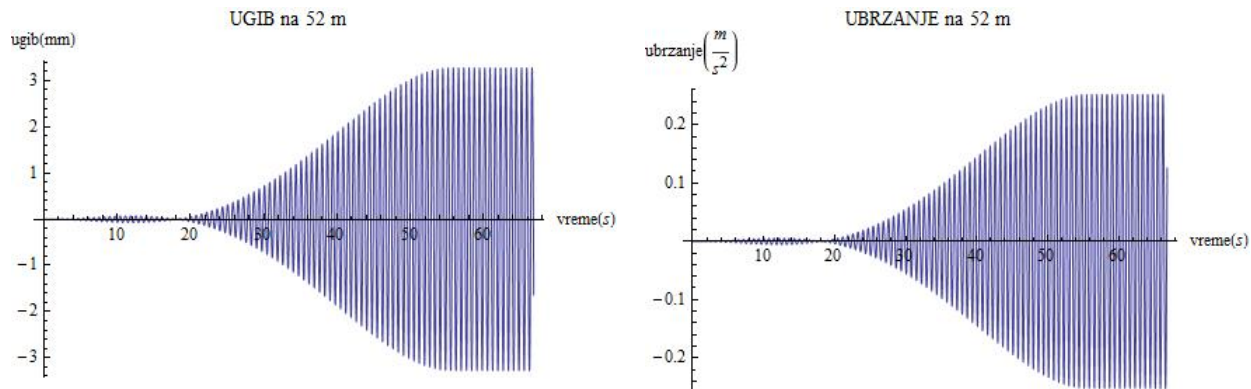 UGIB na 52 m
ugib(mm)
3
2
1
−1
−2
−3
10 20 30 40 50 60
vreme(s)
UBRZANJE na 52 m
ubrzanje(m/s²)
0.2
0.1
−0.1
−0.2
10 20 30 40 50 60
vreme(s)